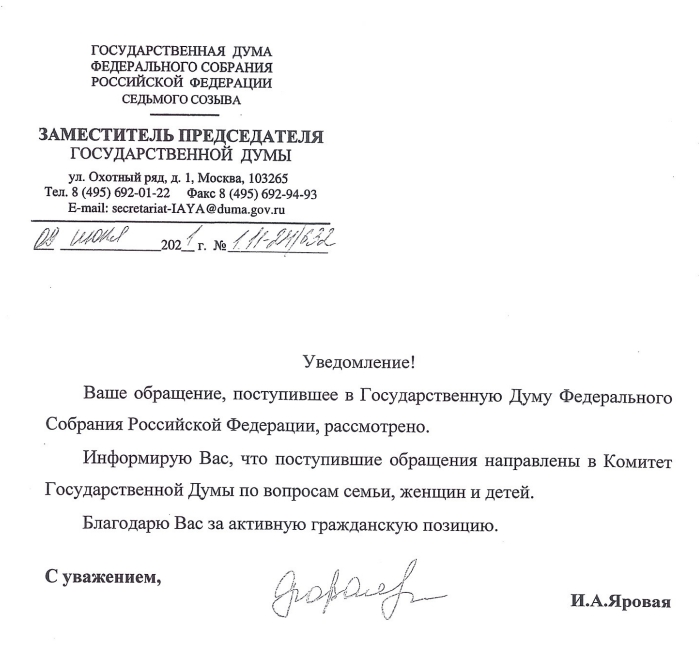 ГОСУДАРСТВЕННАЯ ДУМА
ФЕДЕРАЛЬНОГО СОБРАНИЯ
РОССИЙСКОЙ ФЕДЕРАЦИИ
СЕДЬМОГО СОЗЫВА
ЗАМЕСТИТЕЛЬ ПРЕДСЕДАТЕЛЯ
ГОСУДАРСТВЕННОЙ ДУМЫ
ул. Охотный ряд, д. 1, Москва, 103265
Тел. 8 (495) 692-01-22 Факс 8 (495) 692-94-93
E-mail: secretariat-IAYA@duma.gov.ru
09 июня 2021 г. № 1.11-24/632
Уведомление!
Ваше обращение, поступившее в Государственную Думу Федерального
Собрания Российской Федерации, рассмотрено.
Информирую Вас, что поступившие обращения направлены в Комитет
Государственной Думы по вопросам семьи, женщин и детей.
Благодарю Вас за активную гражданскую позицию.
С уважением,
И.А.Яровая